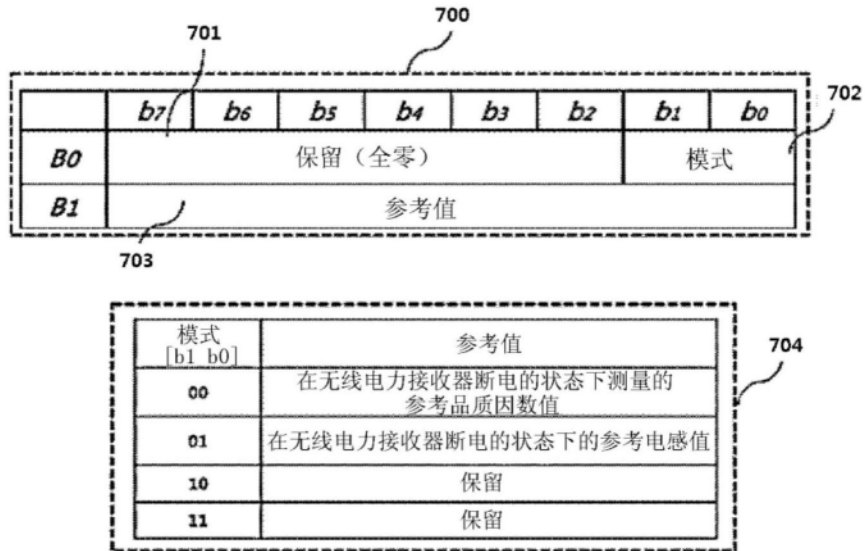 700
701
b7 b6 b5 b4 b3 b2 b1 b0
702
B0 保留（全零） 模式
B1 参考值
703
模式
[b1 b0]
参考值
704
00 在无线电力接收器断电的状态下测量的
参考品质因数值
01 在无线电力接收器断电的状态下的参考电感值
10 保留
11 保留